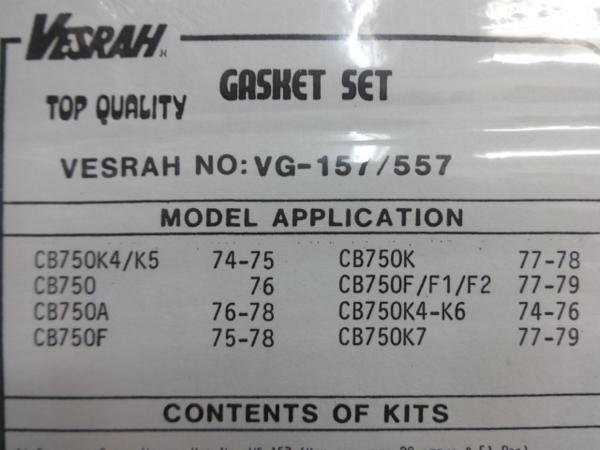 VESRAH
GASKET SET
TOP QUALITY
VESRAH NO: VG-157/557
MODEL APPLICATION
CB750K4/K5 74-75 CB750K 77-78
CB750 76 CB750F/F1/F2 77-79
CB750A 76-78 CB750K4-K6 74-76
CB750F 75-78 CB750K7 77-79
CONTENTS OF KITS